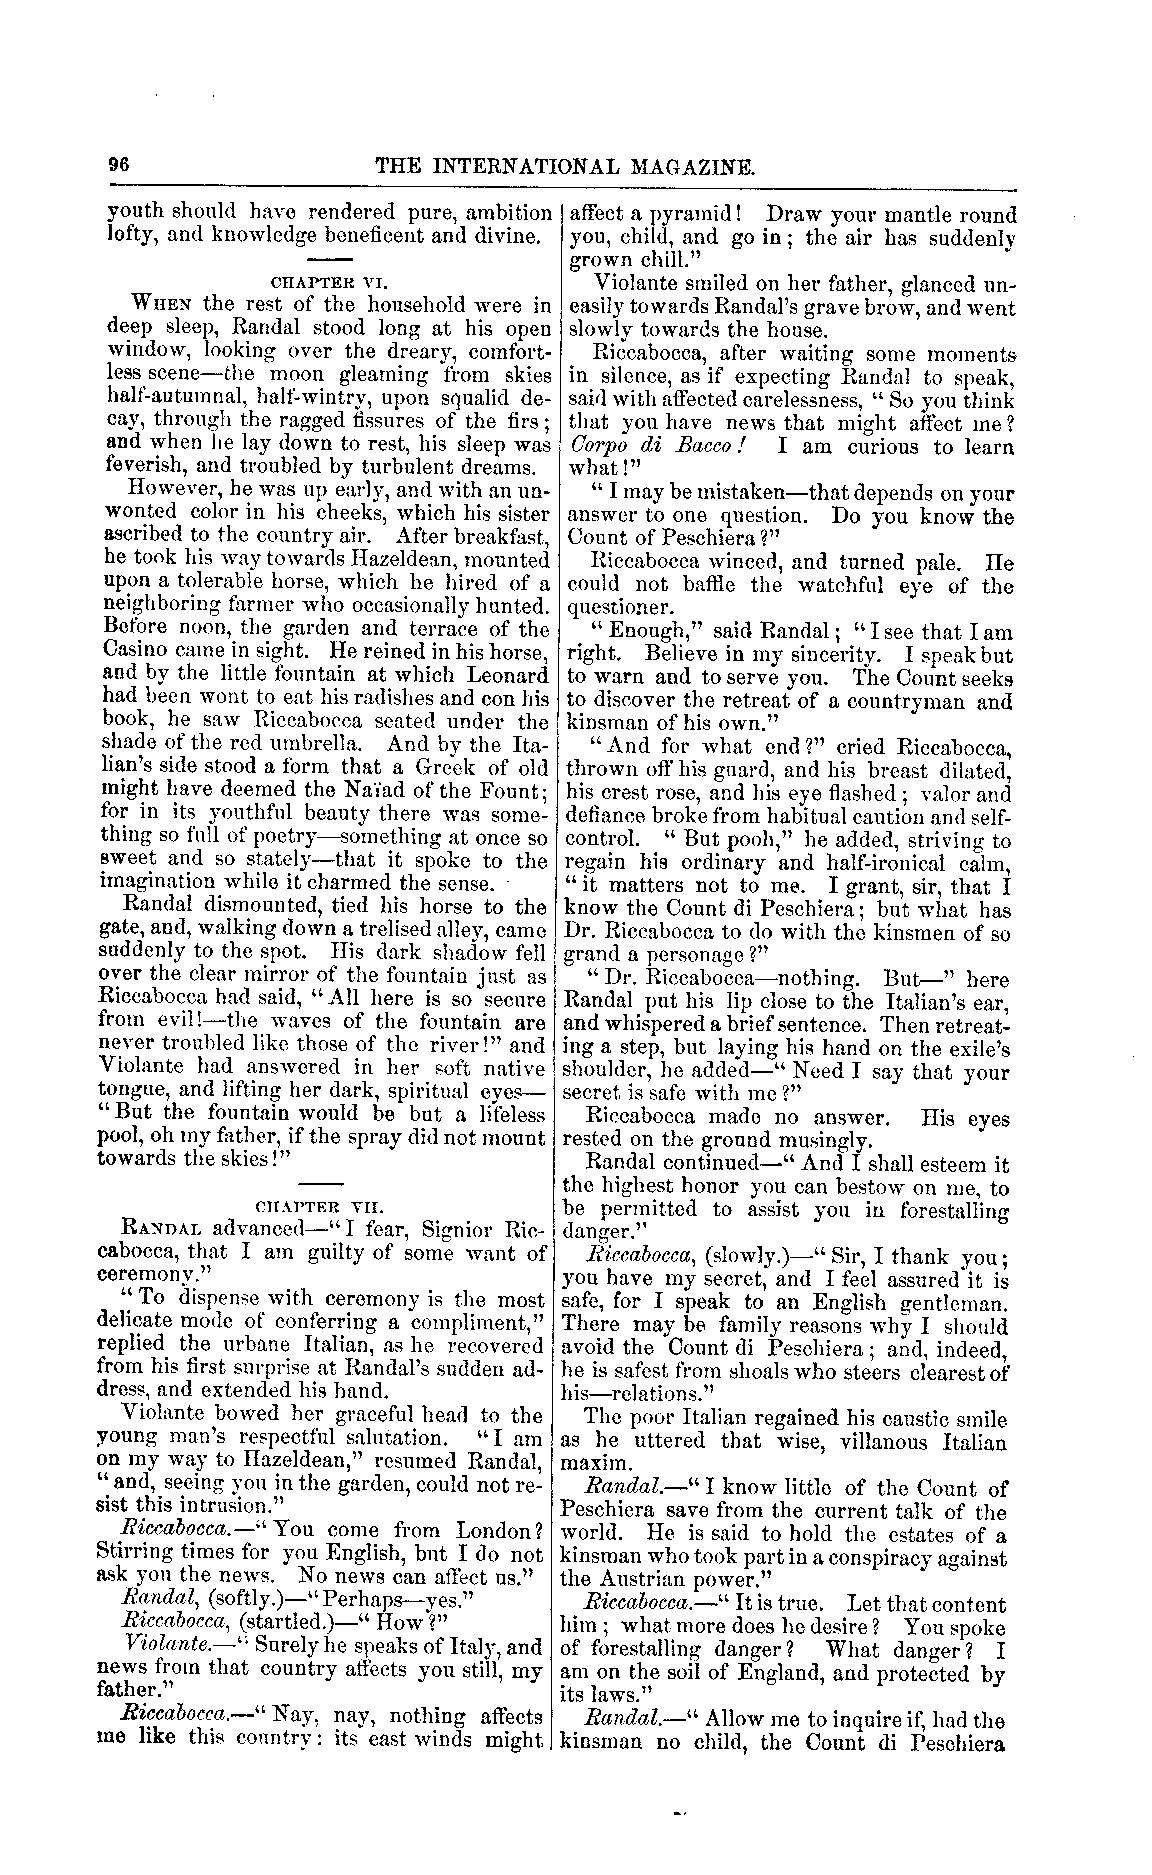 96 THE INTERNATIONAL MAGAZINE.
youth should have rendered pure, ambition
lofty, and knowledge beneficent and divine.
CHAPTER VI.
WHEN the rest of the household were in
deep sleep, Randal stood long at his open
window, looking over the dreary, comfort-
less scene—the moon gleaming from skies
half-autumnal, half-wintry, upon squalid de-
cay, through the ragged fissures of the firs;
and when he lay down to rest, his sleep was
feverish, and troubled by turbulent dreams.
However, he was up early, and with an un-
wonted color in his cheeks, which his sister
ascribed to the country air. After breakfast,
he took his way towards Hazeldean, mounted
upon a tolerable horse, which he hired of a
neighboring farmer who occasionally hunted.
Before noon, the garden and terrace of the
Casino came in sight. He reined in his horse,
and by the little fountain at which Leonard
had been wont to eat his radishes and con his
book, he saw Riccabocca seated under the
shade of the red umbrella. And by the Ita-
lian's side stood a form that a Greek of old
might have deemed the Naïad of the Fount;
for in its youthful beauty there was some-
thing so full of poetry—something at once so
sweet and so stately—that it spoke to the
imagination while it charmed the sense.
Randal dismounted, tied his horse to the
gate, and, walking down a trelised alley, came
suddenly to the spot. His dark shadow fell
over the clear mirror of the fountain just as
Riccabocca had said, "All here is so secure
from evil!—the waves of the fountain are
never troubled like those of the river!" and
Violante had answered in her soft native
tongue, and lifting her dark, spiritual eyes—
"But the fountain would be but a lifeless
pool, oh my father, if the spray did not mount
towards the skies!"
CHAPTER VII.
RANDAL advanced—"I fear, Signior Ric-
cabocca, that I am guilty of some want of
ceremony."
"To dispense with ceremony is the most
delicate mode of conferring a compliment,"
replied the urbane Italian, as he recovered
from his first surprise at Randal's sudden ad-
dress, and extended his hand.
Violante bowed her graceful head to the
young man's respectful salutation. "I am
on my way to Hazeldean," resumed Randal,
"and, seeing you in the garden, could not re-
sist this intrusion."
Riccabocca.—"You come from London?
Stirring times for you English, but I do not
ask you the news. No news can affect us."
Randal, (softly.)—"Perhaps—yes."
Riccabocca, (startled.)—"How?"
Violante.—"Surely he speaks of Italy, and
news from that country affects you still, my
father."
Riccabocca.—"Nay, nay, nothing affects
me like this country: its east winds might
affect a pyramid! Draw your mantle round
you, child, and go in; the air has suddenly
grown chill."
Violante smiled on her father, glanced un-
easily towards Randal's grave brow, and went
slowly towards the house.
Riccabocca, after waiting some moments
in silence, as if expecting Randal to speak,
said with affected carelessness, "So you think
that you have news that might affect me?
Corpo di Bacco! I am curious to learn
what!"
"I may be mistaken—that depends on your
answer to one question. Do you know the
Count of Peschiera?"
Riccabocca winced, and turned pale. He
could not baffle the watchful eye of the
questioner.
"Enough," said Randal; "I see that I am
right. Believe in my sincerity. I speak but
to warn and to serve you. The Count seeks
to discover the retreat of a countryman and
kinsman of his own."
"And for what end?" cried Riccabocca,
thrown off his guard, and his breast dilated,
his crest rose, and his eye flashed; valor and
defiance broke from habitual caution and self-
control. "But pooh," he added, striving to
regain his ordinary and half-ironical calm,
"it matters not to me. I grant, sir, that I
know the Count di Peschiera; but what has
Dr. Riccabocca to do with the kinsmen of so
grand a personage?"
"Dr. Riccabocca—nothing. But—" here
Randal put his lip close to the Italian's ear,
and whispered a brief sentence. Then retreat-
ing a step, but laying his hand on the exile's
shoulder, he added—"Need I say that your
secret is safe with me?"
Riccabocca made no answer. His eyes
rested on the ground musingly.
Randal continued—"And I shall esteem it
the highest honor you can bestow on me, to
be permitted to assist you in forestalling
danger."
Riccabocca, (slowly.)—"Sir, I thank you;
you have my secret, and I feel assured it is
safe, for I speak to an English gentleman.
There may be family reasons why I should
avoid the Count di Peschiera; and, indeed,
he is safest from shoals who steers clearest of
his—relations."
The poor Italian regained his caustic smile
as he uttered that wise, villanous Italian
maxim.
Randal.—"I know little of the Count of
Peschiera save from the current talk of the
world. He is said to hold the estates of a
kinsman who took part in a conspiracy against
the Austrian power."
Riccabocca.—"It is true. Let that content
him; what more does he desire? You spoke
of forestalling danger? What danger? I
am on the soil of England, and protected by
its laws."
Randal.—"Allow me to inquire if, had the
kinsman no child, the Count di Peschiera